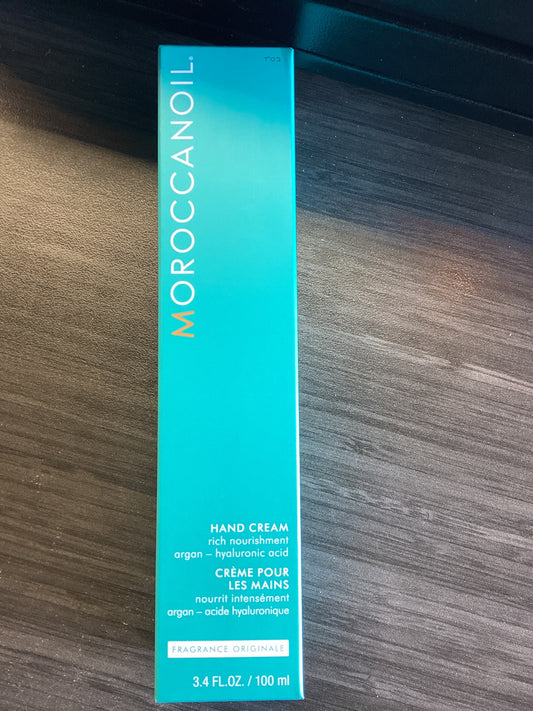 MOROCCANOIL®
HAND CREAM
rich nourishment
argan – hyaluronic acid
CRÈME POUR
LES MAINS
nourrit intensément
argan – acide hyaluronique
FRAGRANCE ORIGINALE
3.4 FL.OZ. / 100 ml